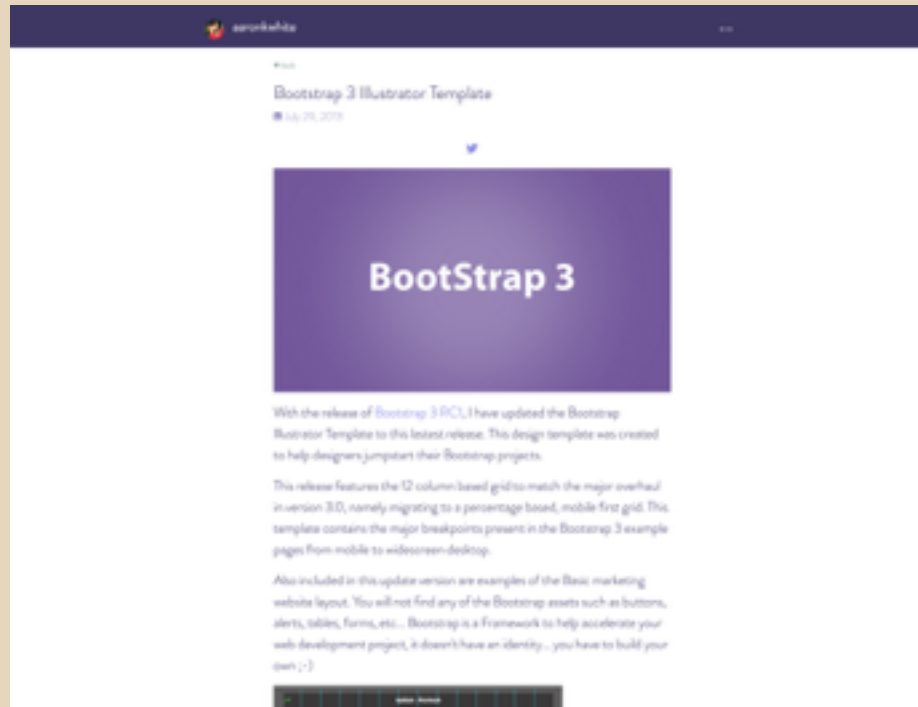 aaronkwhite
back
Bootstrap 3 Illustrator Template
July 29, 2013
BootStrap 3
With the release of Bootstrap 3 RC1, I have updated the Bootstrap
Illustrator Template to this lastest release. This design template was created
to help designers jumpstart their Bootstrap projects.
This release features the 12 column based grid to match the major overhaul
in version 3.0, namely migrating to a percentage based, mobile first grid. This
template contains the major breakpoints present in the Bootstrap 3 example
pages from mobile to widescreen desktop.
Also included in this update version are examples of the Basic marketing
website layout. You will not find any of the Bootstrap assets such as buttons,
alerts, tables, forms, etc... Bootstrap is a Framework to help accelerate your
web development project, it doesn't have an identity... you have to build your
own ;-)